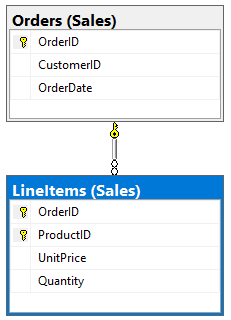 Orders (Sales)
OrderID
CustomerID
OrderDate
LineItems (Sales)
OrderID
ProductID
UnitPrice
Quantity